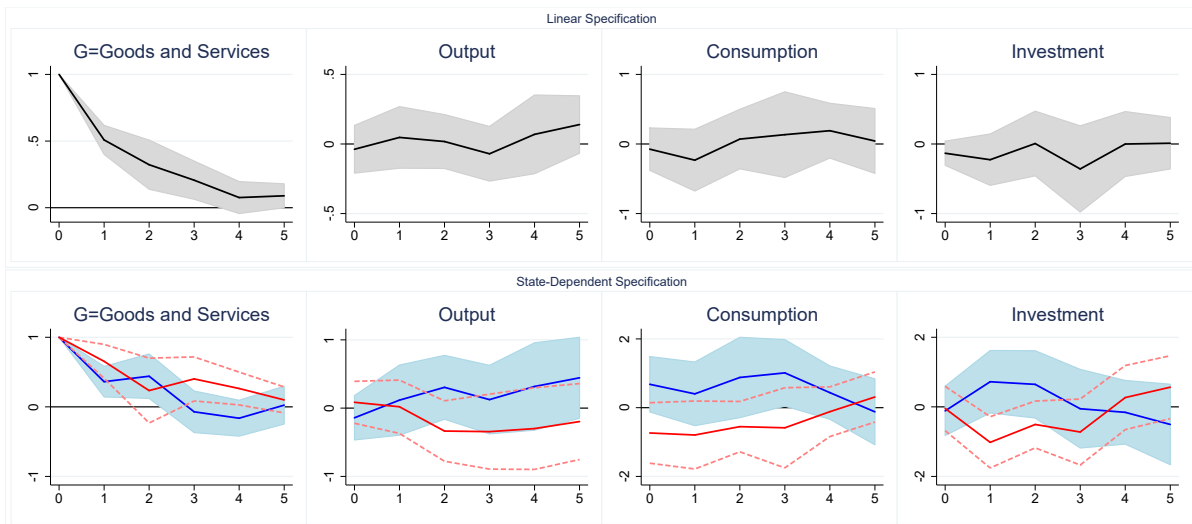 Linear Specification
G=Goods and Services
Output
Consumption
Investment
1
.5
0
0 1 2 3 4 5
.5
0
-.5
0 1 2 3 4 5
1
0
-1
0 1 2 3 4 5
1
0
-1
0 1 2 3 4 5
State-Dependent Specification
G=Goods and Services
Output
Consumption
Investment
1
0
-1
0 1 2 3 4 5
1
0
-1
0 1 2 3 4 5
2
0
-2
0 1 2 3 4 5
2
0
-2
0 1 2 3 4 5